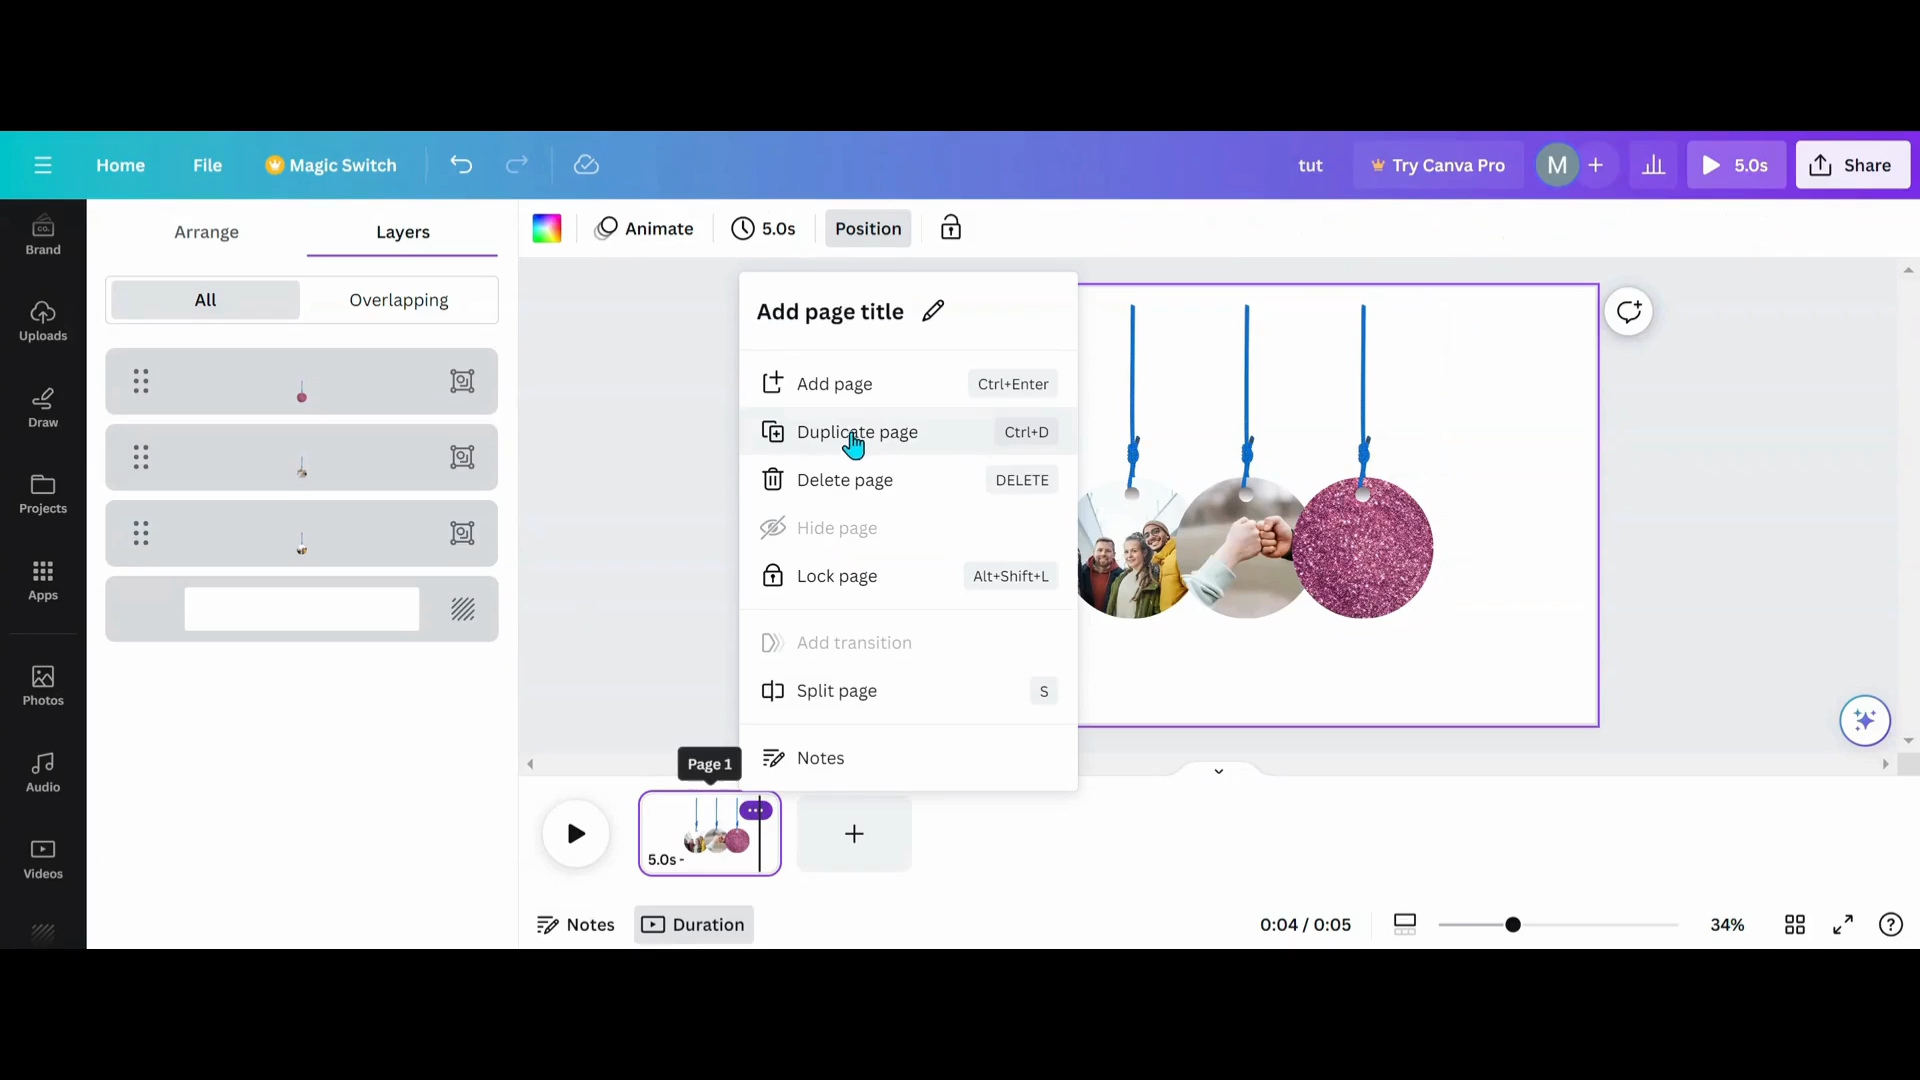 Home
File
Magic Switch
tut
Try Canva Pro
M
5.0s
Share
CO.
Brand
Uploads
Draw
Projects
Apps
Photos
Audio
Videos
Arrange
Layers
All
Overlapping
Animate
5.0s
Position
Add page title
Add page Ctrl+Enter
Duplicate page Ctrl+D
Delete page DELETE
Hide page
Lock page Alt+Shift+L
Add transition
Split page S
Notes
Page 1
5.0s -
Notes
Duration
0:04 / 0:05
34%
?